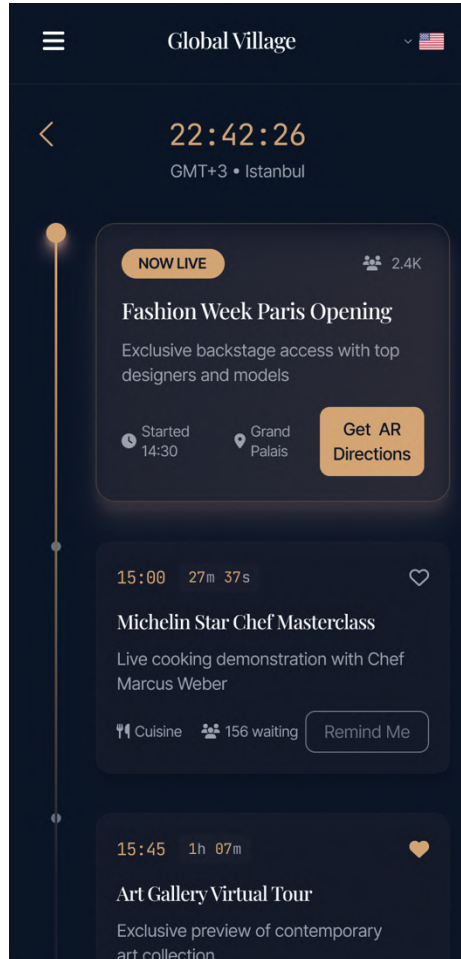 Global Village
22:42:26
GMT+3 • Istanbul
NOW LIVE
2.4K
Fashion Week Paris Opening
Exclusive backstage access with top
designers and models
Started
14:30
Grand
Palais
Get AR
Directions
15:00 27m 37s
Michelin Star Chef Masterclass
Live cooking demonstration with Chef
Marcus Weber
Cuisine 156 waiting Remind Me
15:45 1h 07m
Art Gallery Virtual Tour
Exclusive preview of contemporary
art collection